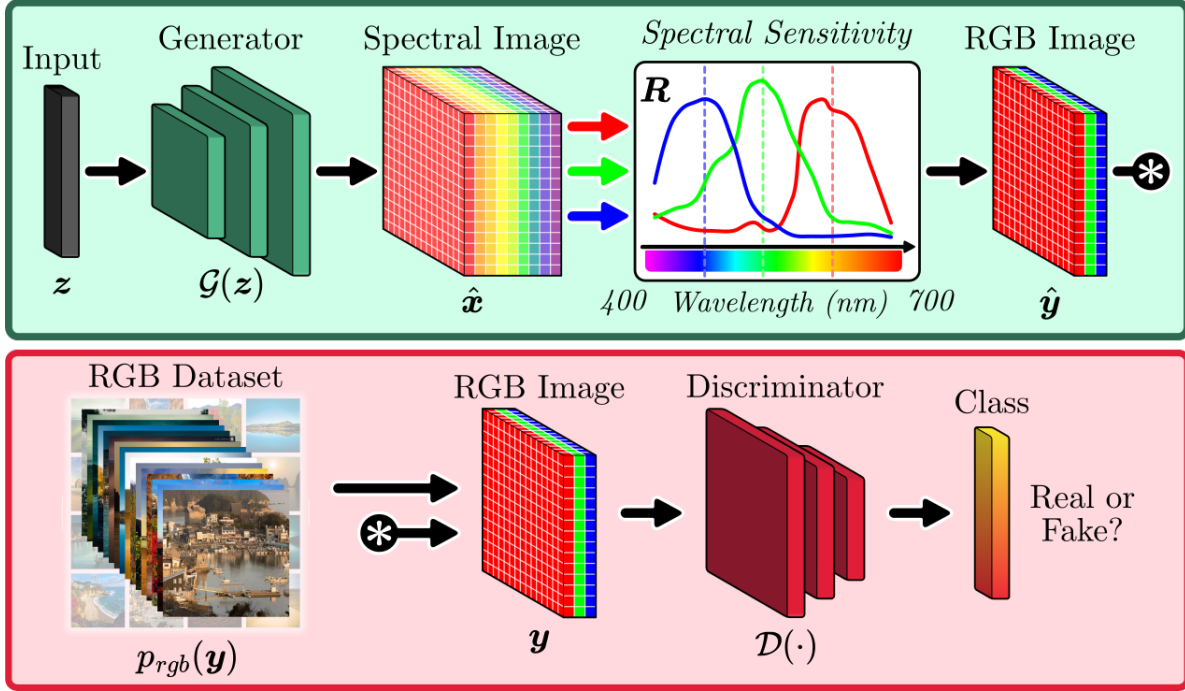 Input
Generator
Spectral Image
Spectral Sensitivity
RGB Image
R
z
𝒢(z)
x̂
400 Wavelength (nm) 700
ŷ
RGB Dataset
RGB Image
Discriminator
Class
Real or
Fake?
p_rgb(y)
y
𝒟(·)